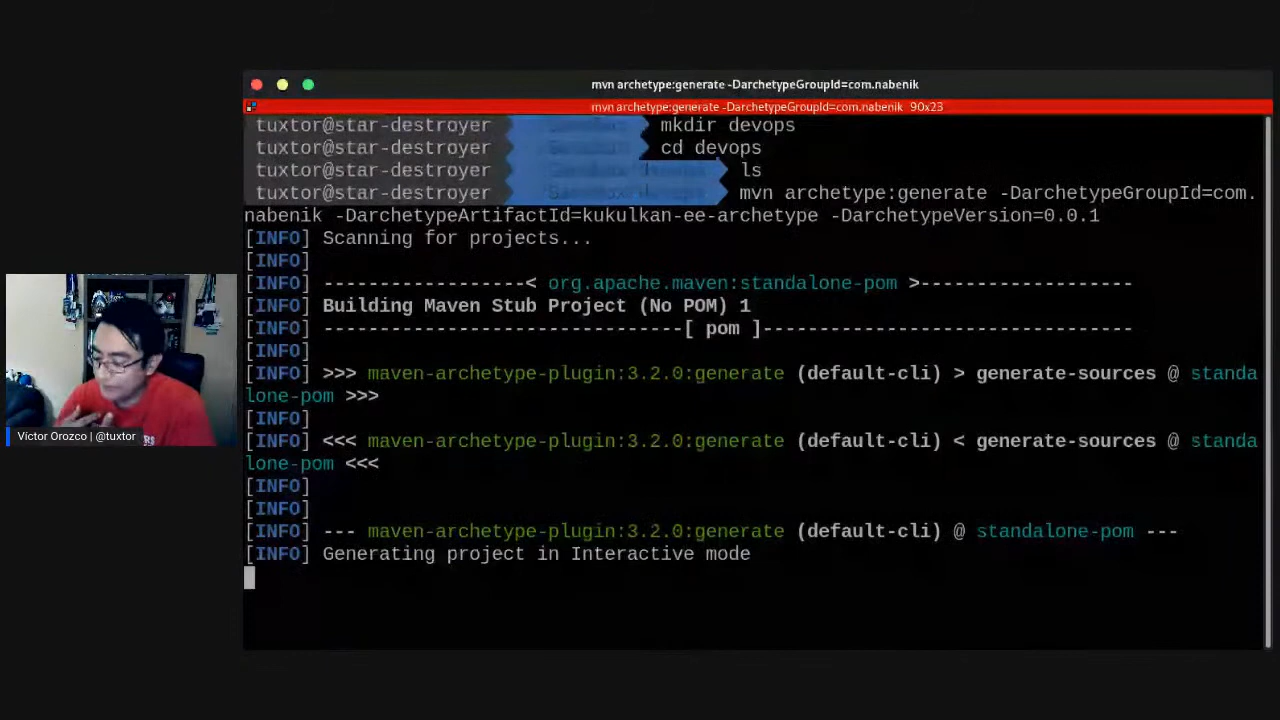 mvn archetype:generate -DarchetypeGroupId=com.nabenik
mvn archetype:generate -DarchetypeGroupId=com.nabenik 90x23
tuxtor@star-destroyer mkdir devops
tuxtor@star-destroyer cd devops
tuxtor@star-destroyer ls
tuxtor@star-destroyer mvn archetype:generate -DarchetypeGroupId=com.
nabenik -DarchetypeArtifactId=kukulkan-ee-archetype -DarchetypeVersion=0.0.1
[INFO] Scanning for projects...
[INFO]
[INFO] ------------------< org.apache.maven:standalone-pom >-------------------
[INFO] Building Maven Stub Project (No POM) 1
[INFO] --------------------------------[ pom ]---------------------------------
[INFO]
[INFO] >>> maven-archetype-plugin:3.2.0:generate (default-cli) > generate-sources @ standa
lone-pom >>>
[INFO]
[INFO] <<< maven-archetype-plugin:3.2.0:generate (default-cli) < generate-sources @ standa
lone-pom <<<
[INFO]
[INFO]
[INFO] --- maven-archetype-plugin:3.2.0:generate (default-cli) @ standalone-pom ---
[INFO] Generating project in Interactive mode
Víctor Orozco | @tuxtor